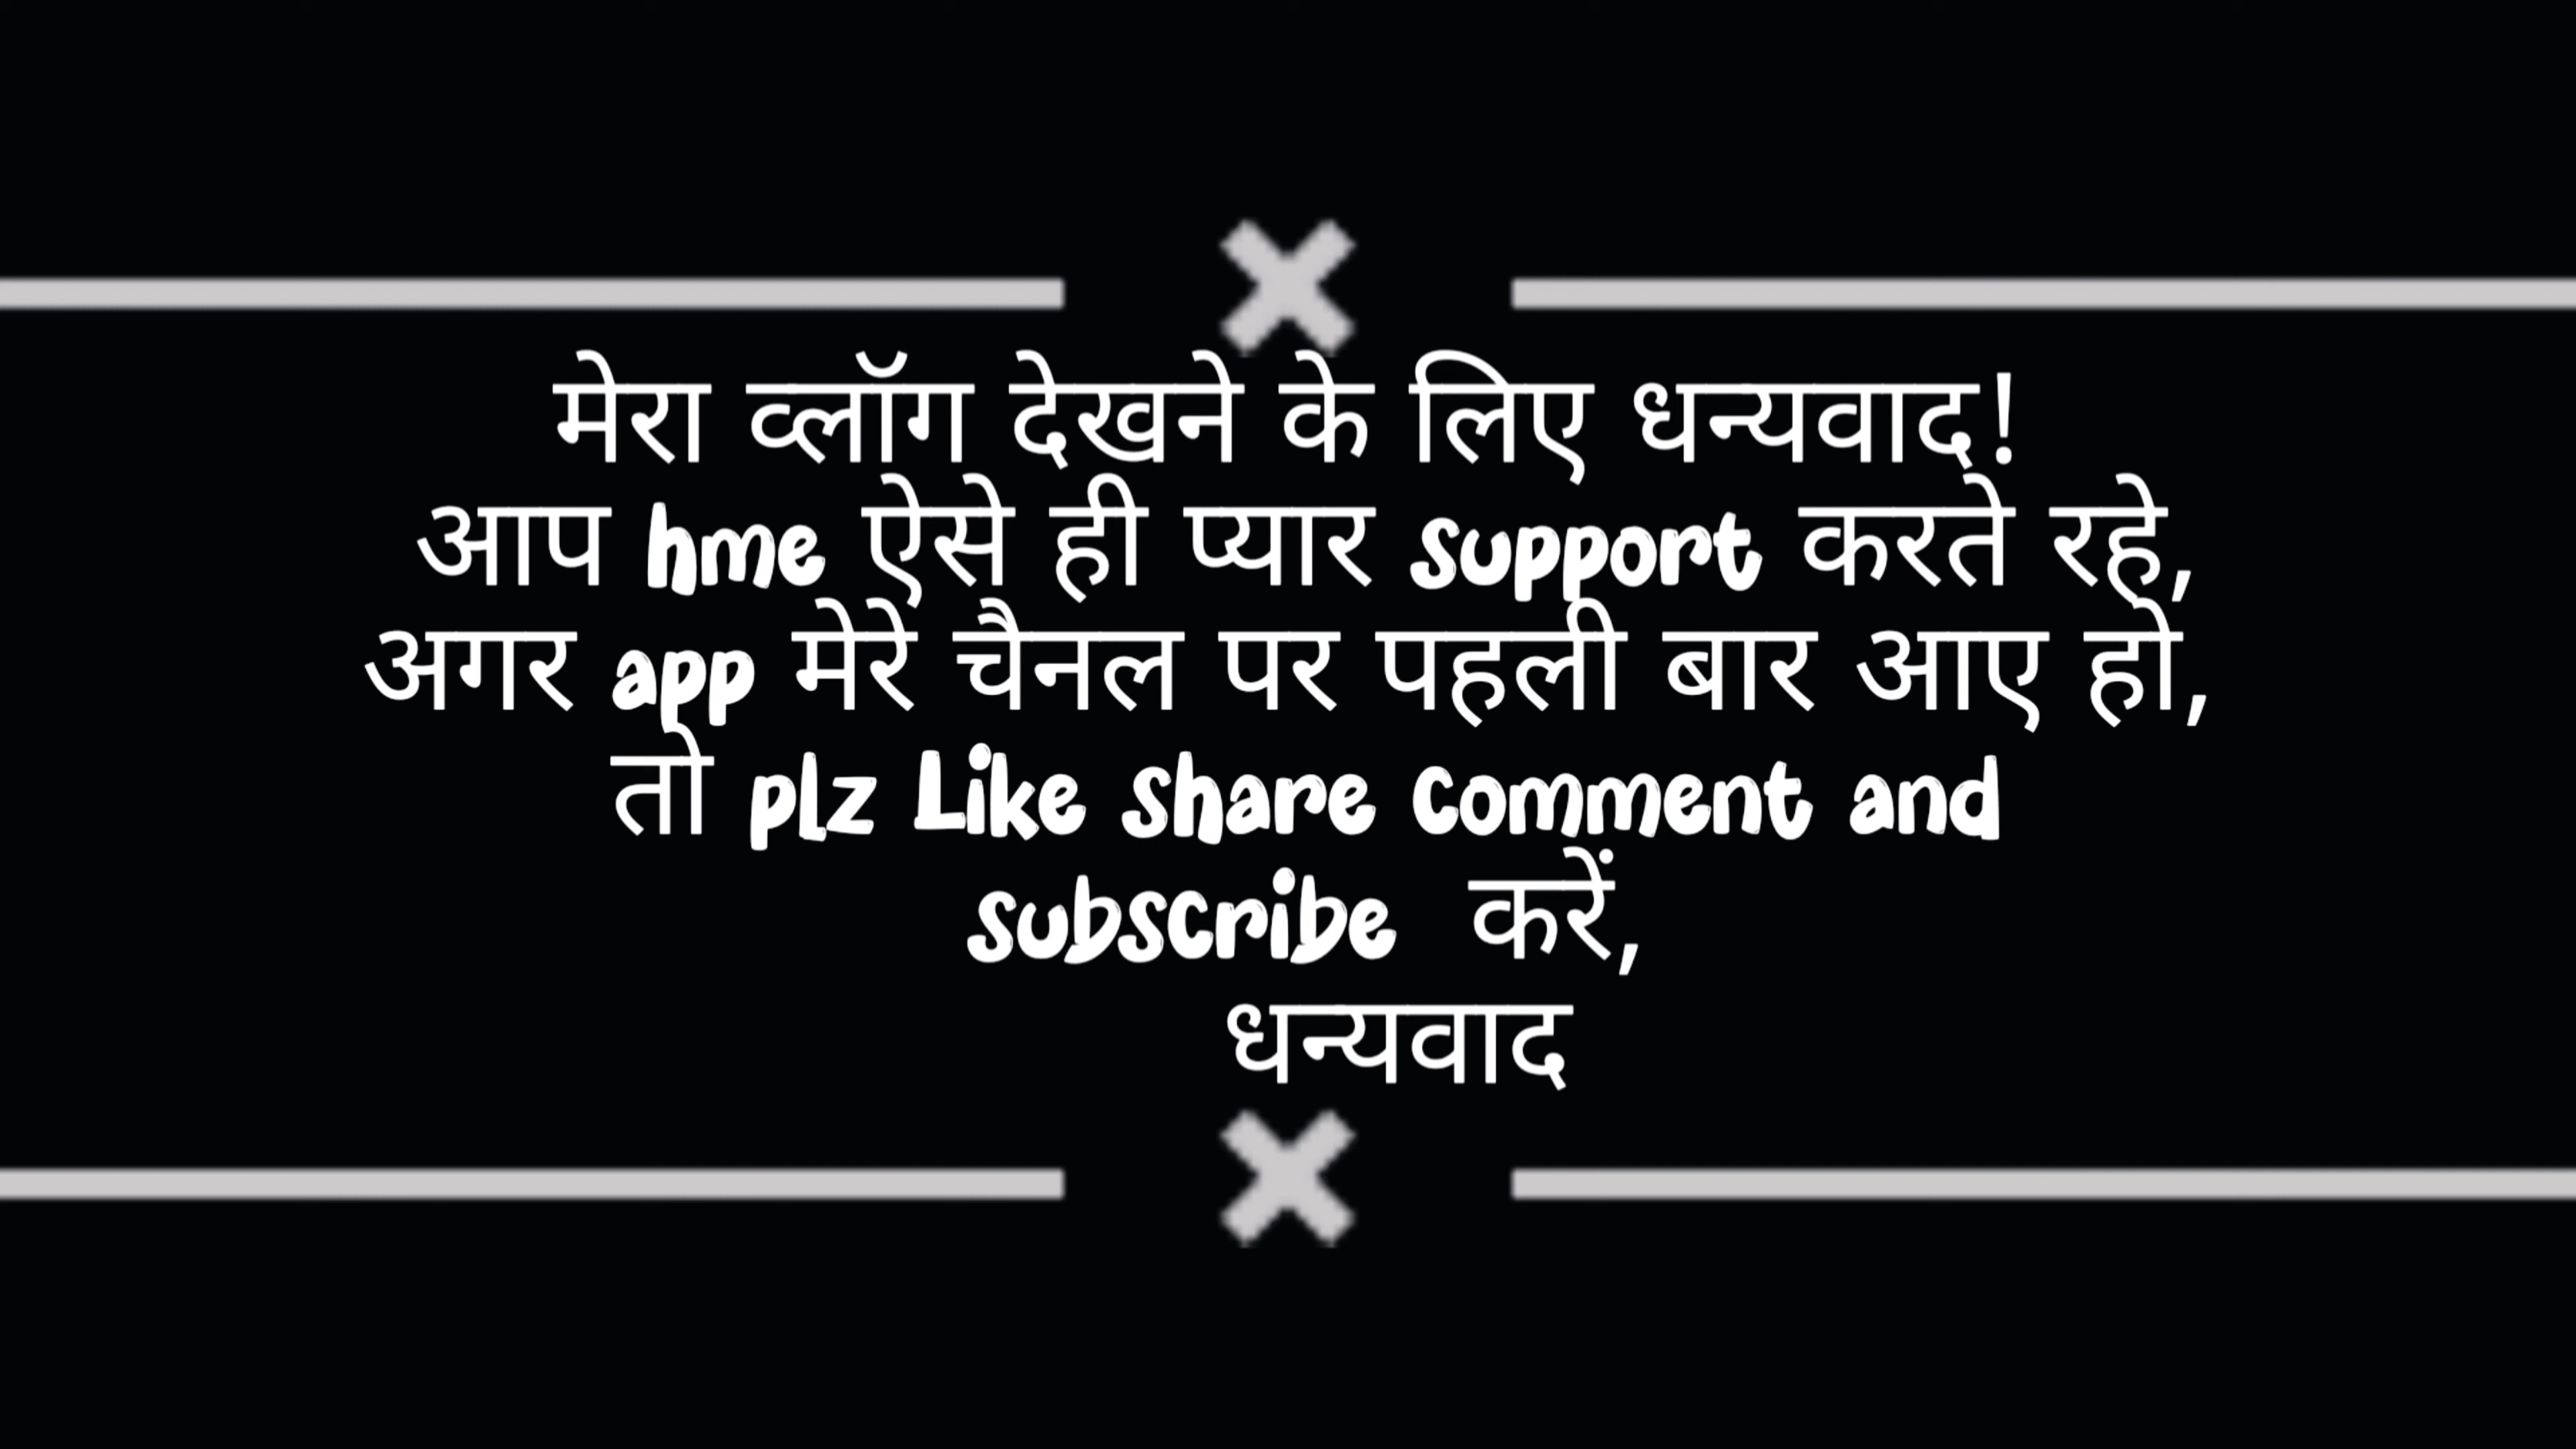 मेरा व्लॉग देखने के लिए धन्यवाद!
आप hme ऐसे ही प्यार support करते रहे,
अगर app मेरे चैनल पर पहली बार आए हो,
तो plz Like share comment and
subscribe करें,
धन्यवाद